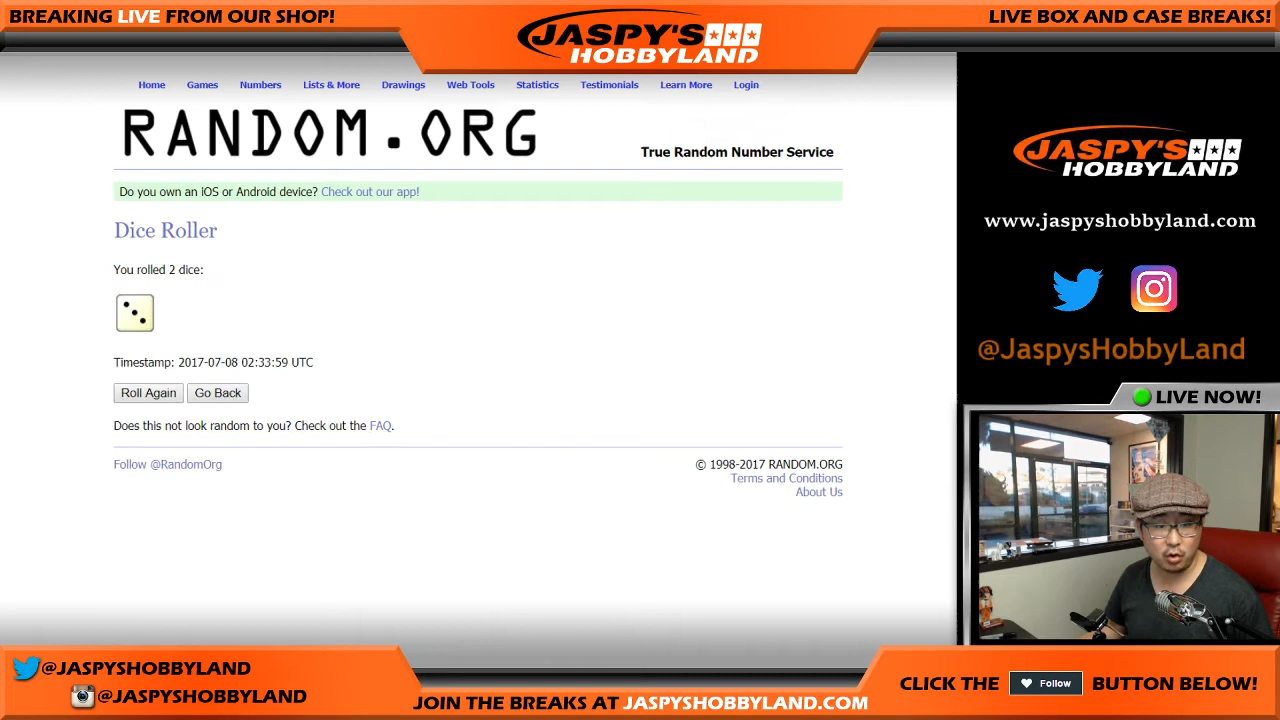 BREAKING LIVE FROM OUR SHOP!
JASPY'S
HOBBYLAND
LIVE BOX AND CASE BREAKS!
Home Games Numbers Lists & More Drawings Web Tools Statistics Testimonials Learn More Login
RANDOM.ORG
True Random Number Service
Do you own an iOS or Android device? Check out our app!
Dice Roller
You rolled 2 dice:
Timestamp: 2017-07-08 02:33:59 UTC
Roll Again Go Back
Does this not look random to you? Check out the FAQ.
Follow @RandomOrg
© 1998-2017 RANDOM.ORG
Terms and Conditions
About Us
JASPY'S
HOBBYLAND
www.jaspyshobbyland.com
@JaspysHobbyLand
LIVE NOW!
@JASPYSHOBBYLAND
@JASPYSHOBBYLAND
JOIN THE BREAKS AT JASPYSHOBBYLAND.COM
CLICK THE Follow BUTTON BELOW!